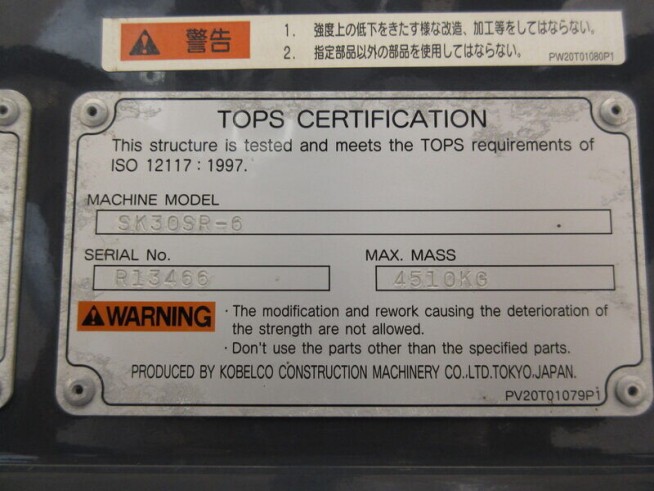 警告
1. 強度上の低下をきたす様な改造、加工等をしてはならない。
2. 指定部品以外の部品を使用してはならない。
PW20T01080P1
TOPS CERTIFICATION
This structure is tested and meets the TOPS requirements of
ISO 12117 : 1997.
MACHINE MODEL
SK30SR-6
SERIAL No. MAX. MASS
R13466 4510KG
WARNING · The modification and rework causing the deterioration of
the strength are not allowed.
· Don't use the parts other than the specified parts.
PRODUCED BY KOBELCO CONSTRUCTION MACHINERY CO.,LTD.TOKYO.JAPAN.
PV20T01079P1